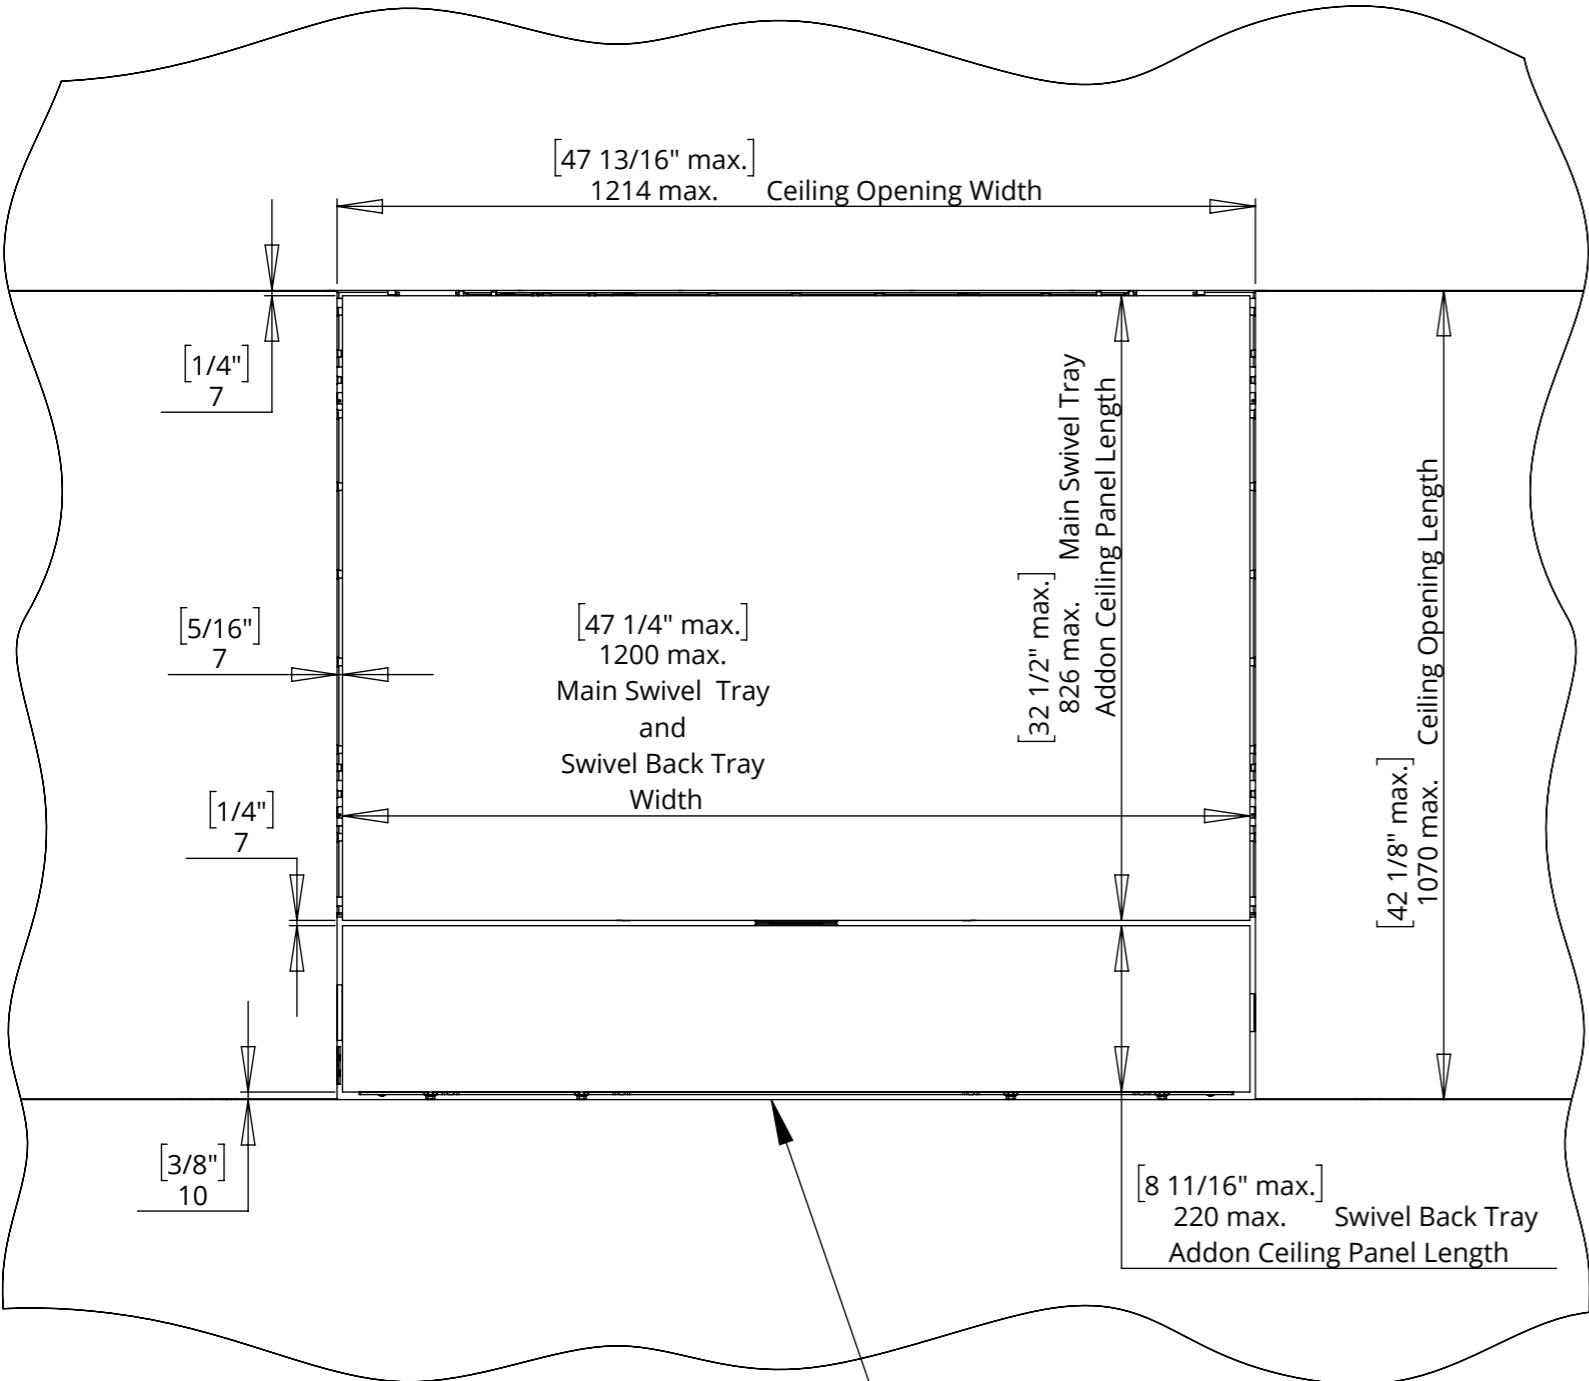 [47 13/16" max.]
1214 max. Ceiling Opening Width
[1/4"]
7
[5/16"]
7
[47 1/4" max.]
1200 max.
Main Swivel Tray
and
Swivel Back Tray
Width
[32 1/2" max.]
826 max. Main Swivel Tray
Addon Ceiling Panel Length
[42 1/8" max.]
1070 max. Ceiling Opening Length
[1/4"]
7
[3/8"]
10
[8 11/16" max.]
220 max. Swivel Back Tray
Addon Ceiling Panel Length